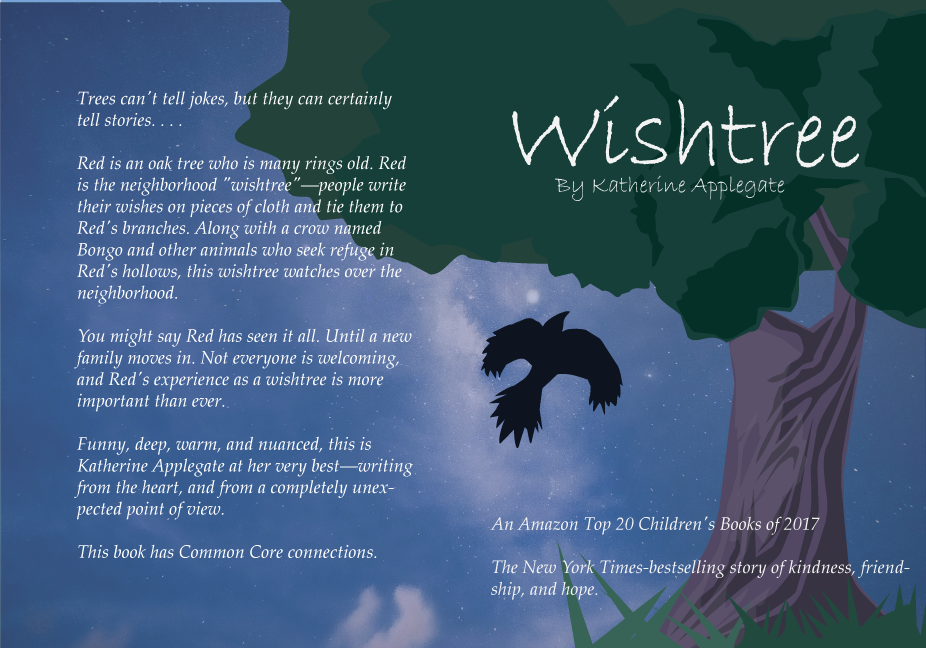 Trees can't tell jokes, but they can certainly
tell stories. . . .
Red is an oak tree who is many rings old. Red
is the neighborhood "wishtree"—people write
their wishes on pieces of cloth and tie them to
Red's branches. Along with a crow named
Bongo and other animals who seek refuge in
Red's hollows, this wishtree watches over the
neighborhood.
You might say Red has seen it all. Until a new
family moves in. Not everyone is welcoming,
and Red's experience as a wishtree is more
important than ever.
Funny, deep, warm, and nuanced, this is
Katherine Applegate at her very best—writing
from the heart, and from a completely unex-
pected point of view.
This book has Common Core connections.
Wishtree
By Katherine Applegate
An Amazon Top 20 Children's Books of 2017
The New York Times-bestselling story of kindness, friend-
ship, and hope.